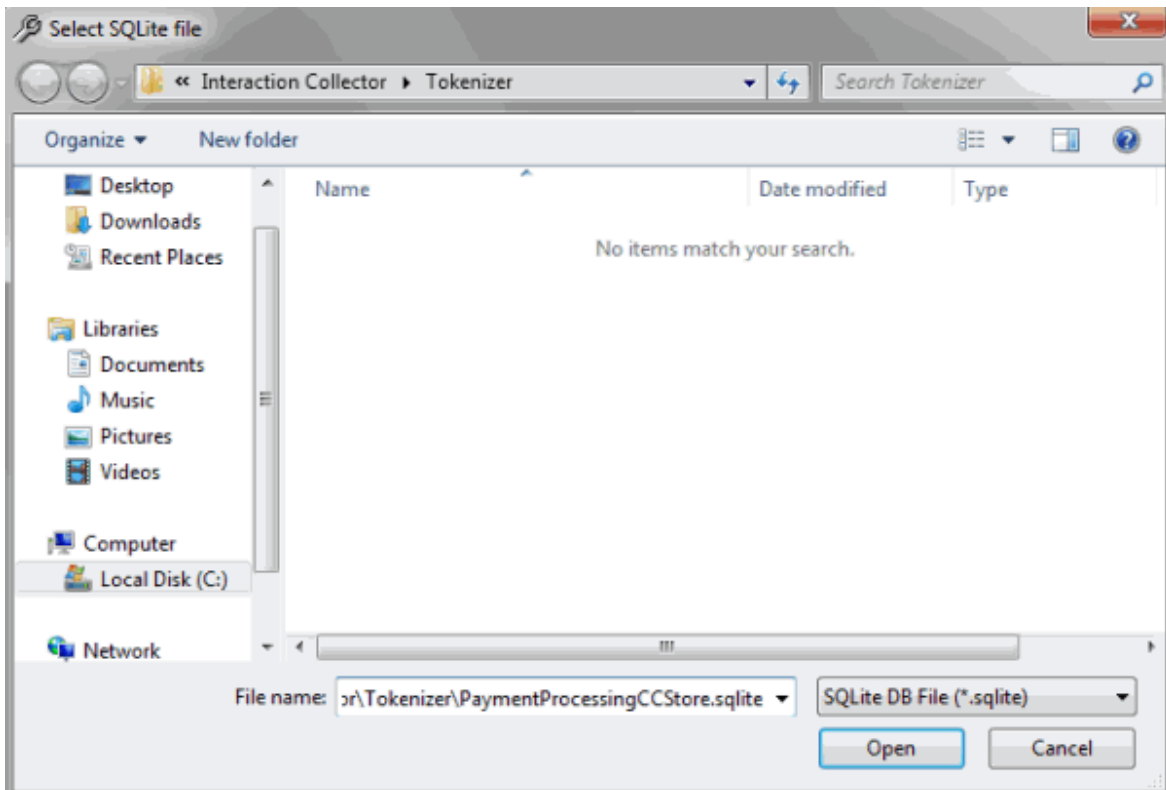 Select SQLite file
« Interaction Collector ▸ Tokenizer
Search Tokenizer
Organize
New folder
Name
Date modified
Type
No items match your search.
Desktop
Downloads
Recent Places
Libraries
Documents
Music
Pictures
Videos
Computer
Local Disk (C:)
Network
File name: or\Tokenizer\PaymentProcessingCCStore.sqlite
SQLite DB File (*.sqlite)
Open
Cancel